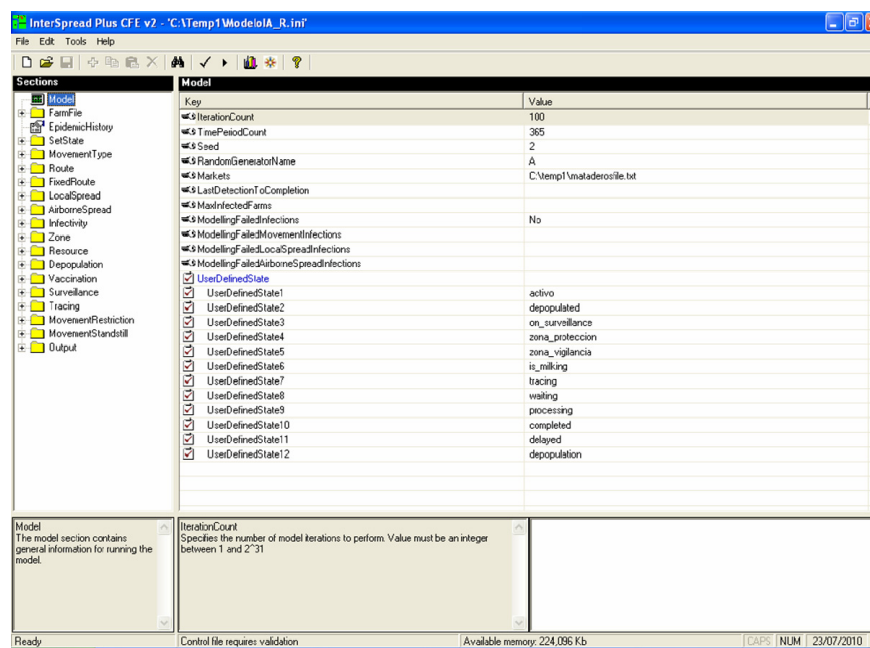 InterSpread Plus CFE v2 - 'C:\Temp1\ModeloIA_R.ini'
File Edit Tools Help
Sections
Model
FarmFile
EpidemicHistory
SetState
MovementType
Route
FixedRoute
LocalSpread
AirborneSpread
Infectivity
Zone
Resource
Depopulation
Vaccination
Surveillance
Tracing
MovementRestriction
MovementStandstill
Output
Model
Key Value
IterationCount 100
TimePeriodCount 365
Seed 2
RandomGeneratorName A
Markets C:\temp1\mataderosfile.txt
LastDetectionToCompletion
MaxInfectedFarms
ModellingFailedInfections No
ModellingFailedMovementInfections
ModellingFailedLocalSpreadInfections
ModellingFailedAirborneSpreadInfections
UserDefinedState
UserDefinedState1 activo
UserDefinedState2 depopulated
UserDefinedState3 on_surveillance
UserDefinedState4 zona_proteccion
UserDefinedState5 zona_vigilancia
UserDefinedState6 is_milking
UserDefinedState7 tracing
UserDefinedState8 waiting
UserDefinedState9 processing
UserDefinedState10 completed
UserDefinedState11 delayed
UserDefinedState12 depopulation
Model
The model section contains
general information for running the
model.
IterationCount
Specifies the number of model iterations to perform. Value must be an integer
between 1 and 2^31
Ready Control file requires validation Available memory: 224,096 Kb CAPS NUM 23/07/2010